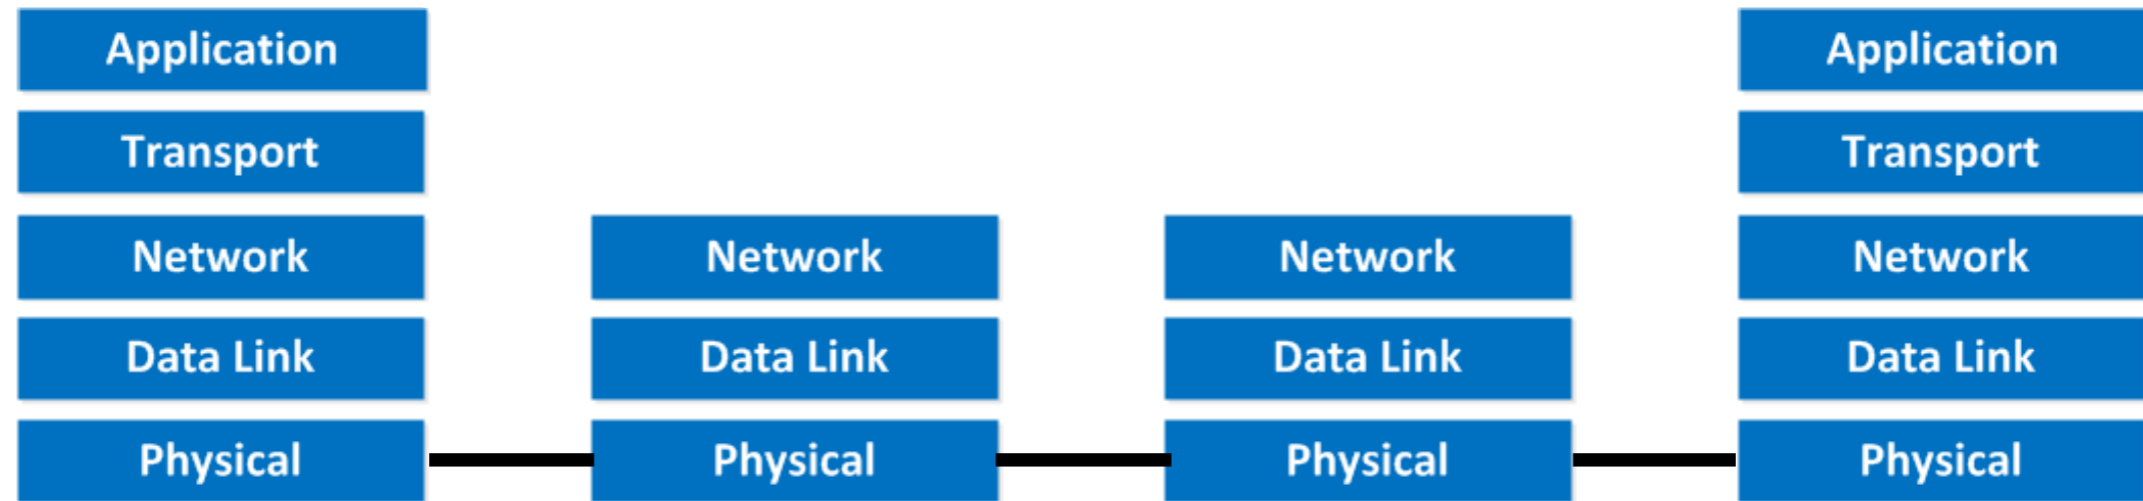 Application
Transport
Network
Data Link
Physical
Network
Data Link
Physical
Network
Data Link
Physical
Application
Transport
Network
Data Link
Physical